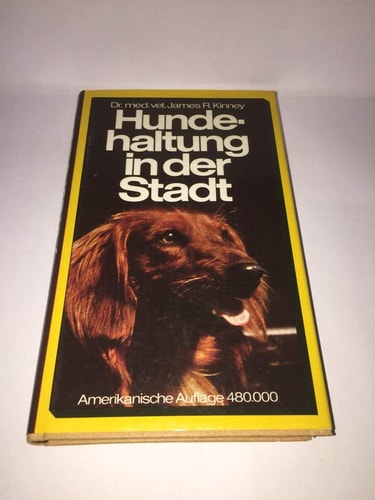 Dr. med. vet. James R. Kinney
Hunde-
haltung
in der
Stadt
Amerikanische Auflage 480.000